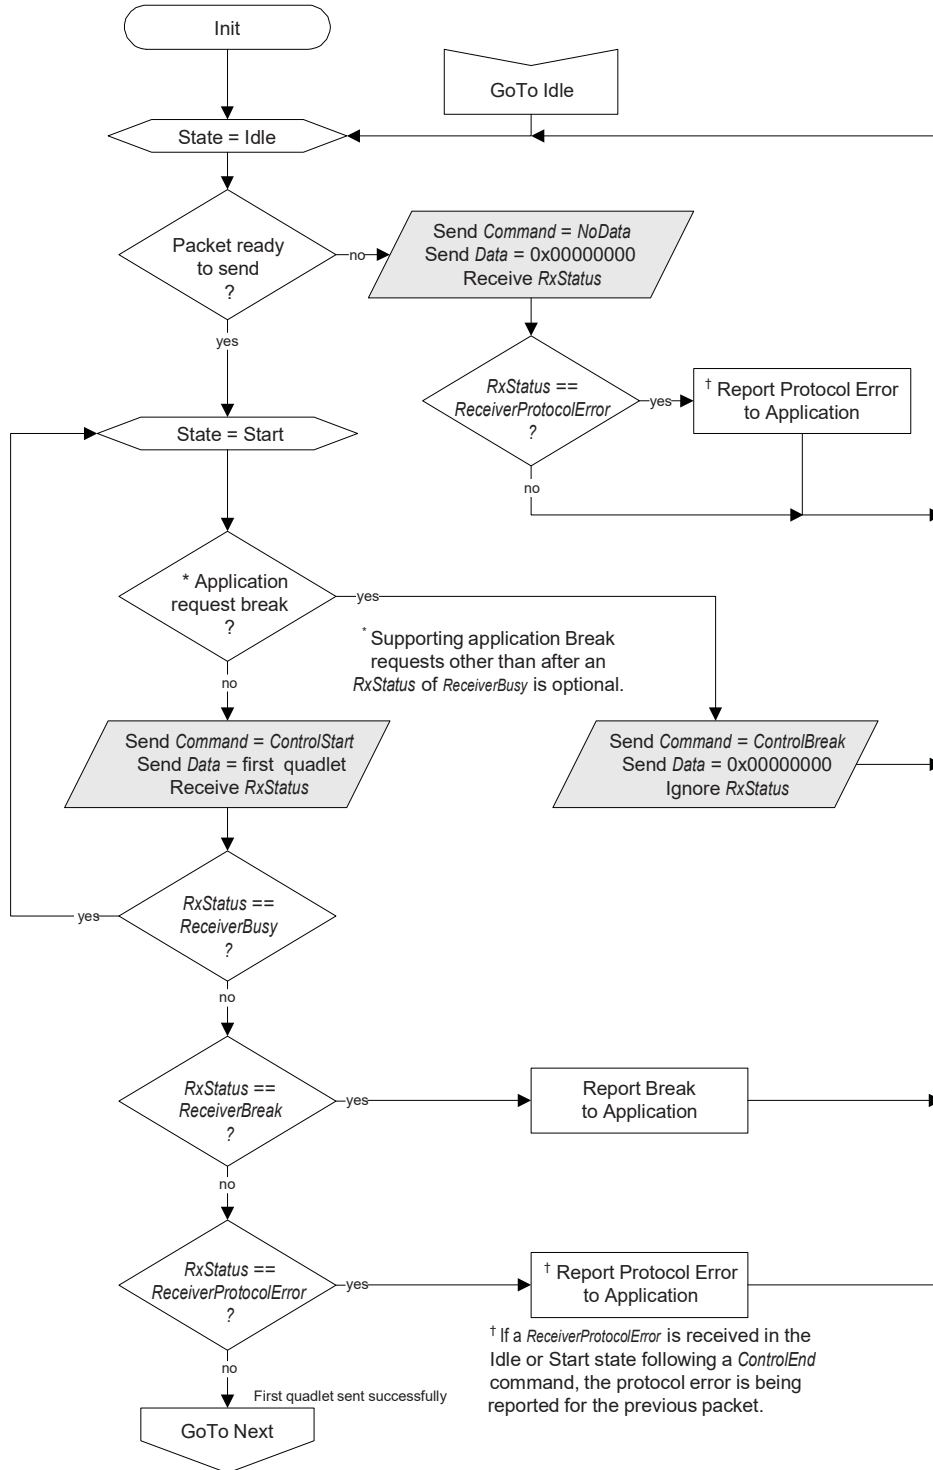 Init
GoTo Idle
State = Idle
Packet ready
to send
?
no
Send Command = NoData
Send Data = 0x00000000
Receive RxStatus
yes
RxStatus ==
ReceiverProtocolError
?
yes
† Report Protocol Error
to Application
no
State = Start
* Application
request break
?
yes
* Supporting application Break
requests other than after an
RxStatus of ReceiverBusy is optional.
no
Send Command = ControlStart
Send Data = first quadlet
Receive RxStatus
Send Command = ControlBreak
Send Data = 0x00000000
Ignore RxStatus
RxStatus ==
ReceiverBusy
?
yes
no
RxStatus ==
ReceiverBreak
?
yes
Report Break
to Application
no
RxStatus ==
ReceiverProtocolError
?
yes
† Report Protocol Error
to Application
† If a ReceiverProtocolError is received in the
Idle or Start state following a ControlEnd
command, the protocol error is being
reported for the previous packet.
no
First quadlet sent successfully
GoTo Next